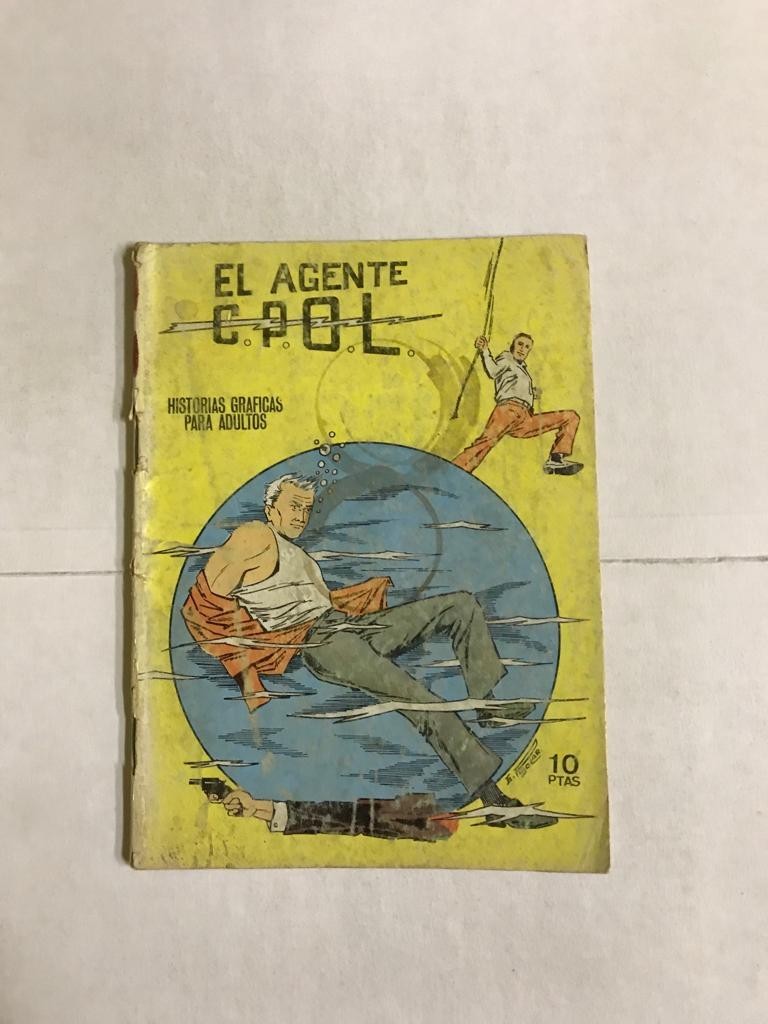 EL AGENTE
C.P.O.L.
HISTORIAS GRAFICAS
PARA ADULTOS
10
PTAS